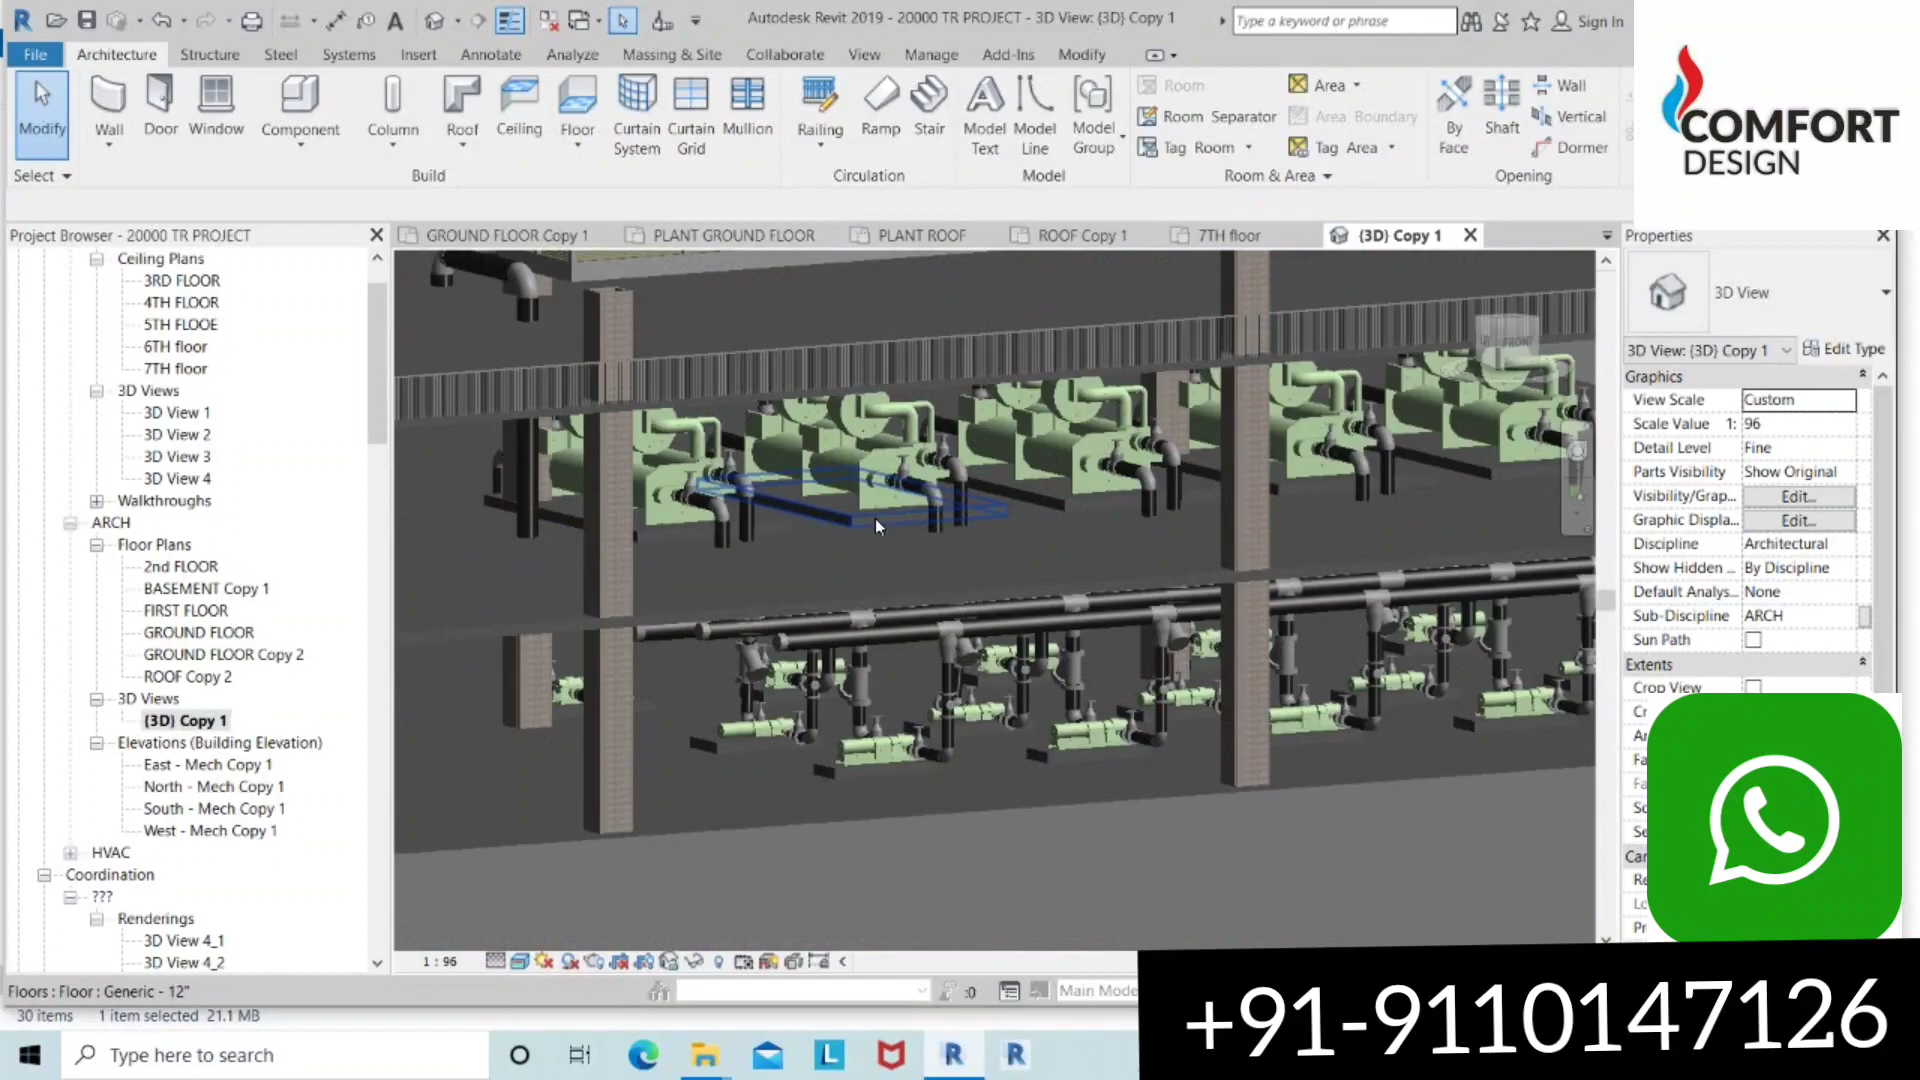 Autodesk Revit 2019 - 20000 TR PROJECT - 3D View: {3D} Copy 1
Type a keyword or phrase
Sign In
File
Architecture
Structure
Steel
Systems
Insert
Annotate
Analyze
Massing & Site
Collaborate
View
Manage
Add-Ins
Modify
Modify
Wall
Door
Window
Component
Column
Roof
Ceiling
Floor
Curtain System
Curtain Grid
Mullion
Railing
Ramp
Stair
Model Text
Model Line
Model Group
Room
Room Separator
Tag Room
Area
Area Boundary
Tag Area
By Face
Shaft
Wall
Vertical
Dormer
Select
Build
Circulation
Model
Room & Area
Opening
COMFORT
DESIGN
Project Browser - 20000 TR PROJECT
GROUND FLOOR Copy 1
PLANT GROUND FLOOR
PLANT ROOF
ROOF Copy 1
7TH floor
{3D} Copy 1
Properties
Ceiling Plans
3RD FLOOR
4TH FLOOR
5TH FLOOE
6TH floor
7TH floor
3D Views
3D View 1
3D View 2
3D View 3
3D View 4
Walkthroughs
ARCH
Floor Plans
2nd FLOOR
BASEMENT Copy 1
FIRST FLOOR
GROUND FLOOR
GROUND FLOOR Copy 2
ROOF Copy 2
3D Views
{3D} Copy 1
Elevations (Building Elevation)
East - Mech Copy 1
North - Mech Copy 1
South - Mech Copy 1
West - Mech Copy 1
HVAC
Coordination
???
Renderings
3D View 4_1
3D View 4_2
FRONT
3D View
3D View: {3D} Copy 1
Edit Type
Graphics
View Scale Custom
Scale Value 1: 96
Detail Level Fine
Parts Visibility Show Original
Visibility/Grap... Edit...
Graphic Displa... Edit...
Discipline Architectural
Show Hidden ... By Discipline
Default Analys... None
Sub-Discipline ARCH
Sun Path
Extents
Crop View
1 : 96
Floors : Floor : Generic - 12"
:0
Main Mode
30 items 1 item selected 21.1 MB
Type here to search
+91-9110147126